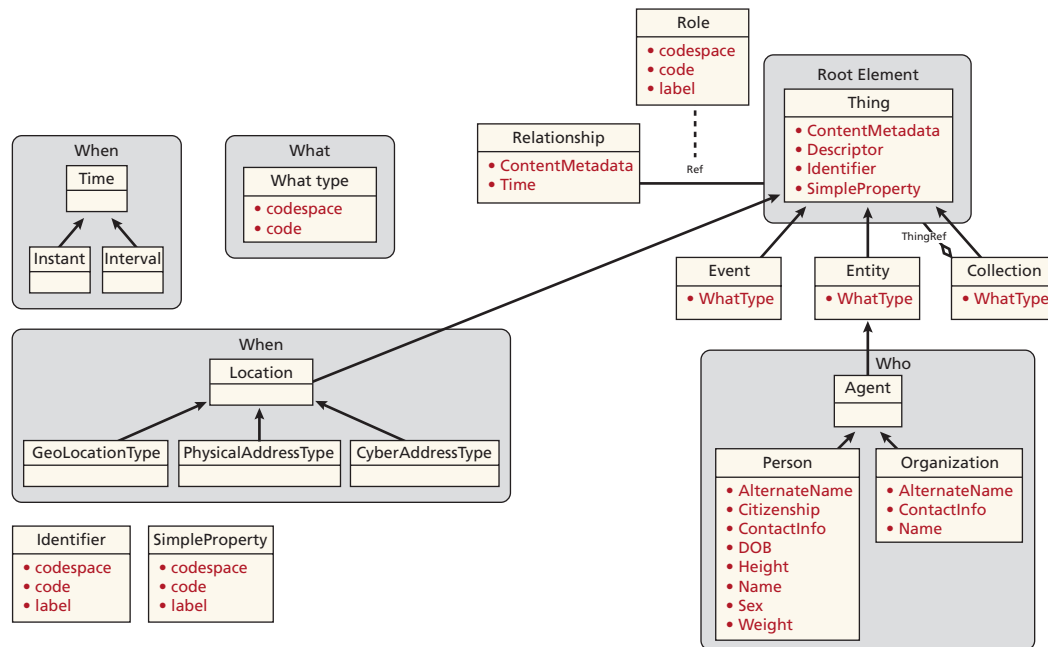 Role
• codespace
• code
• label
Root Element
Thing
• ContentMetadata
• Descriptor
• Identifier
• SimpleProperty
Relationship
• ContentMetadata
• Time
Ref
When
Time
Instant
Interval
What
What type
• codespace
• code
ThingRef
Event
• WhatType
Entity
• WhatType
Collection
• WhatType
When
Location
GeoLocationType
PhysicalAddressType
CyberAddressType
Who
Agent
Person
• AlternateName
• Citizenship
• ContactInfo
• DOB
• Height
• Name
• Sex
• Weight
Organization
• AlternateName
• ContactInfo
• Name
Identifier
• codespace
• code
• label
SimpleProperty
• codespace
• code
• label